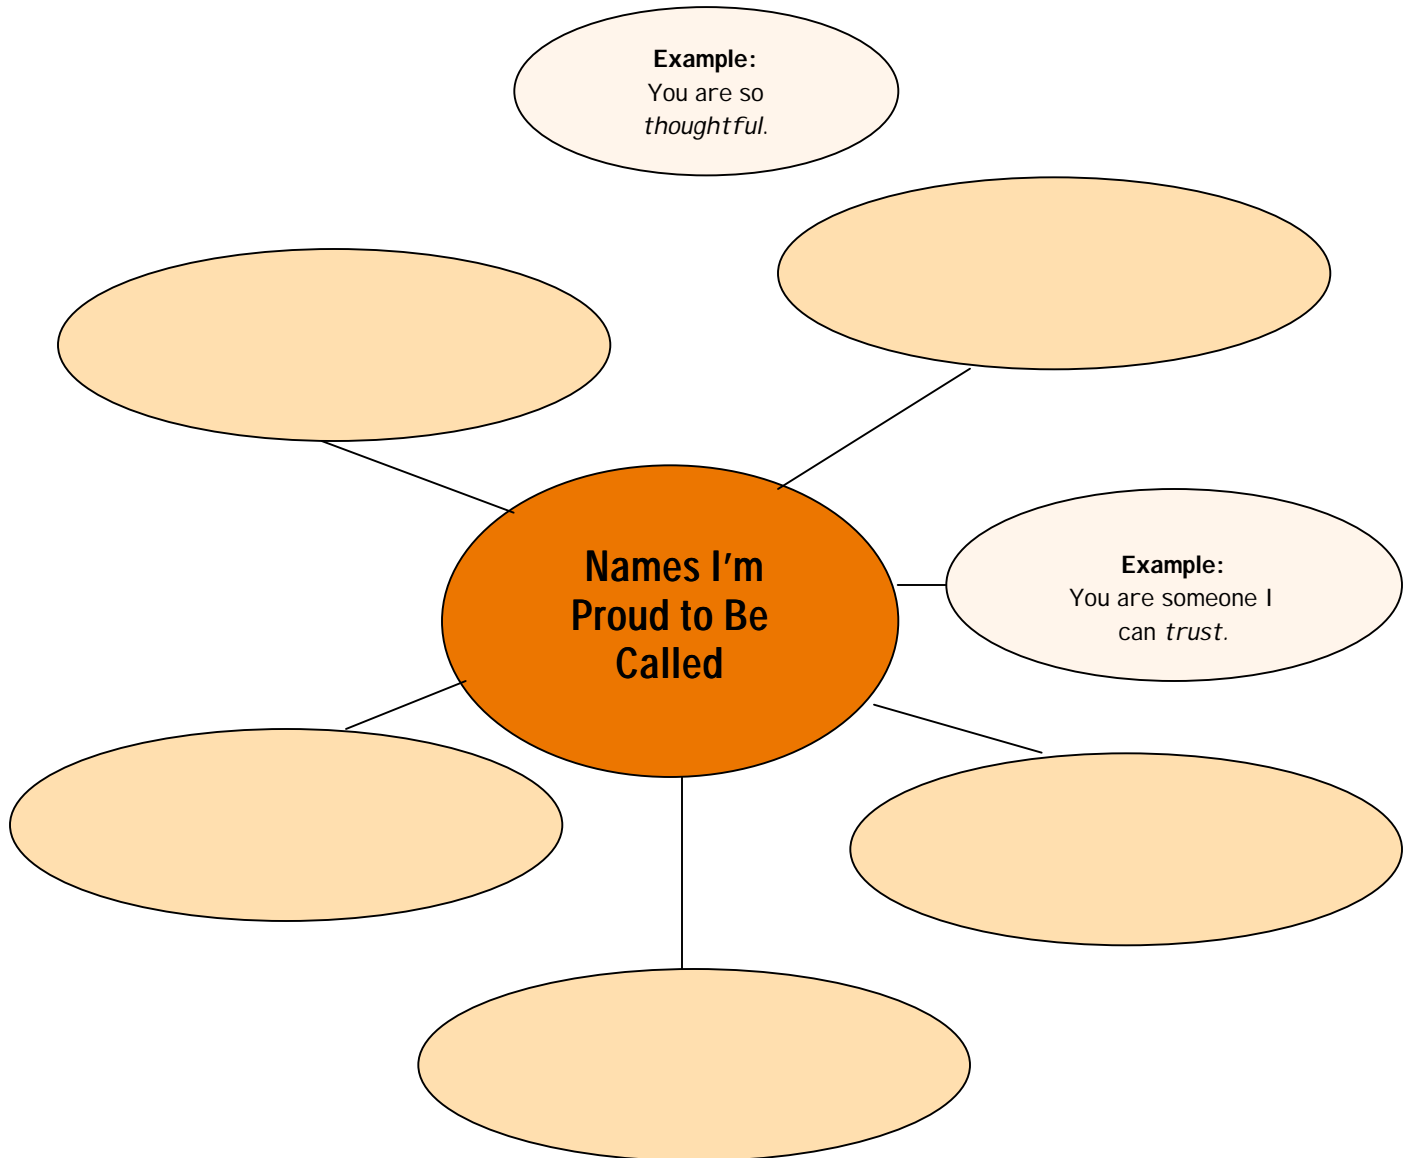 Example:
You are so
thoughtful.
Names I'm
Proud to Be
Called
Example:
You are someone I
can trust.